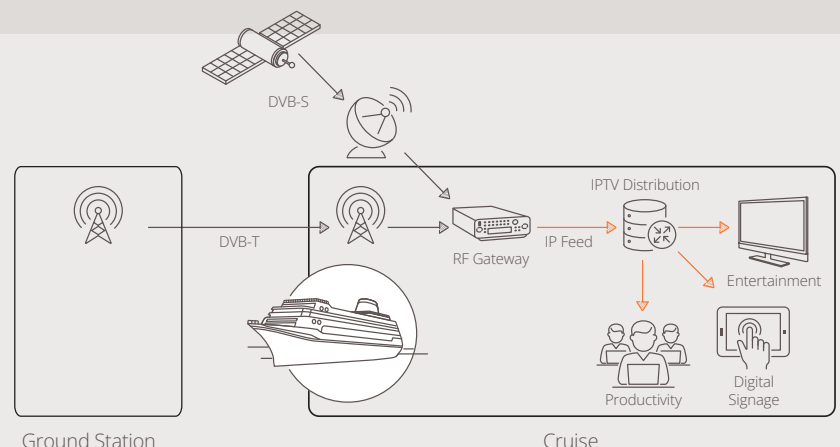 DVB-S
IPTV Distribution
DVB-T
RF Gateway
IP Feed
Entertainment
Productivity
Digital
Signage
Ground Station
Cruise